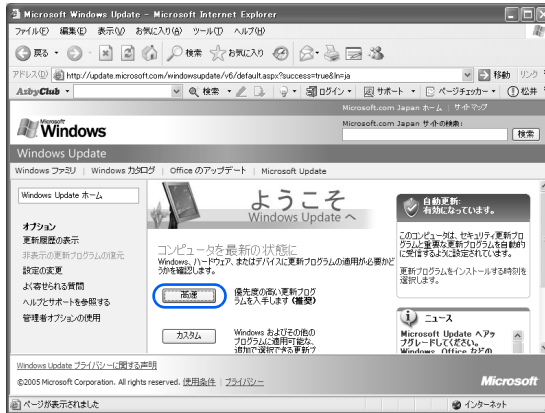 Microsoft Windows Update - Microsoft Internet Explorer
ファイル(F) 編集(E) 表示(V) お気に入り(A) ツール(T) ヘルプ(H)
戻る 検索 お気に入り
アドレス(D) http://update.microsoft.com/windowsupdate/v6/default.aspx?success=true&ln=ja 移動 リンク
AzbyClub 検索 ログイン サポート ページチェッカー 松井
Microsoft.com Japan ホーム | サイトマップ
Microsoft
Windows
Microsoft.com Japan サイトの検索:
検索
Windows Update
Windows ファミリ | Windows カタログ | Office のアップデート | Microsoft Update
Windows Update ホーム
オプション
更新履歴の表示
非表示の更新プログラムの復元
設定の変更
よく寄せられる質問
ヘルプとサポートを参照する
管理者オプションの使用
ようこそ
Windows Update へ
コンピュータを最新の状態に
Windows、ハードウェア、またはデバイスに更新プログラムの適用が必要かど
うかを確認します。
高速
優先度の高い更新プログ
ラムを入手します (推奨)
カスタム
Windows およびその他の
プログラムに適用可能な、
追加で選択できる更新プ
自動更新:
有効になっています。
このコンピュータは、セキュリティ更新プロ
グラムと重要な更新プログラムを自動的
に受信するように設定されています。
更新プログラムをインストールする時刻を
選択します。
ニュース
Microsoft Update へアッ
プグレードしてください。
Windows、Office などの
Windows Update プライバシーに関する声明
©2005 Microsoft Corporation. All rights reserved. 使用条件 | プライバシー
Microsoft
ページが表示されました
インターネット